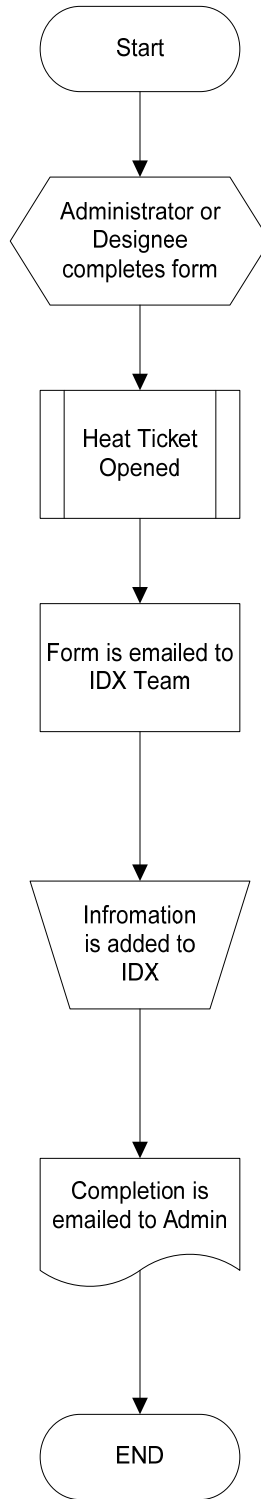 Start
Administrator or
Designee
completes form
Heat Ticket
Opened
Form is emailed to
IDX Team
Infromation
is added to
IDX
Completion is
emailed to Admin
END